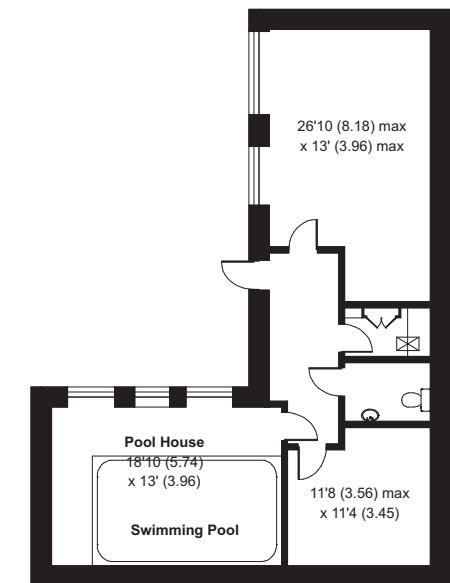 26'10 (8.18) max
x 13' (3.96) max
Pool House
18'10 (5.74)
x 13' (3.96)
Swimming Pool
11'8 (3.56) max
x 11'4 (3.45)